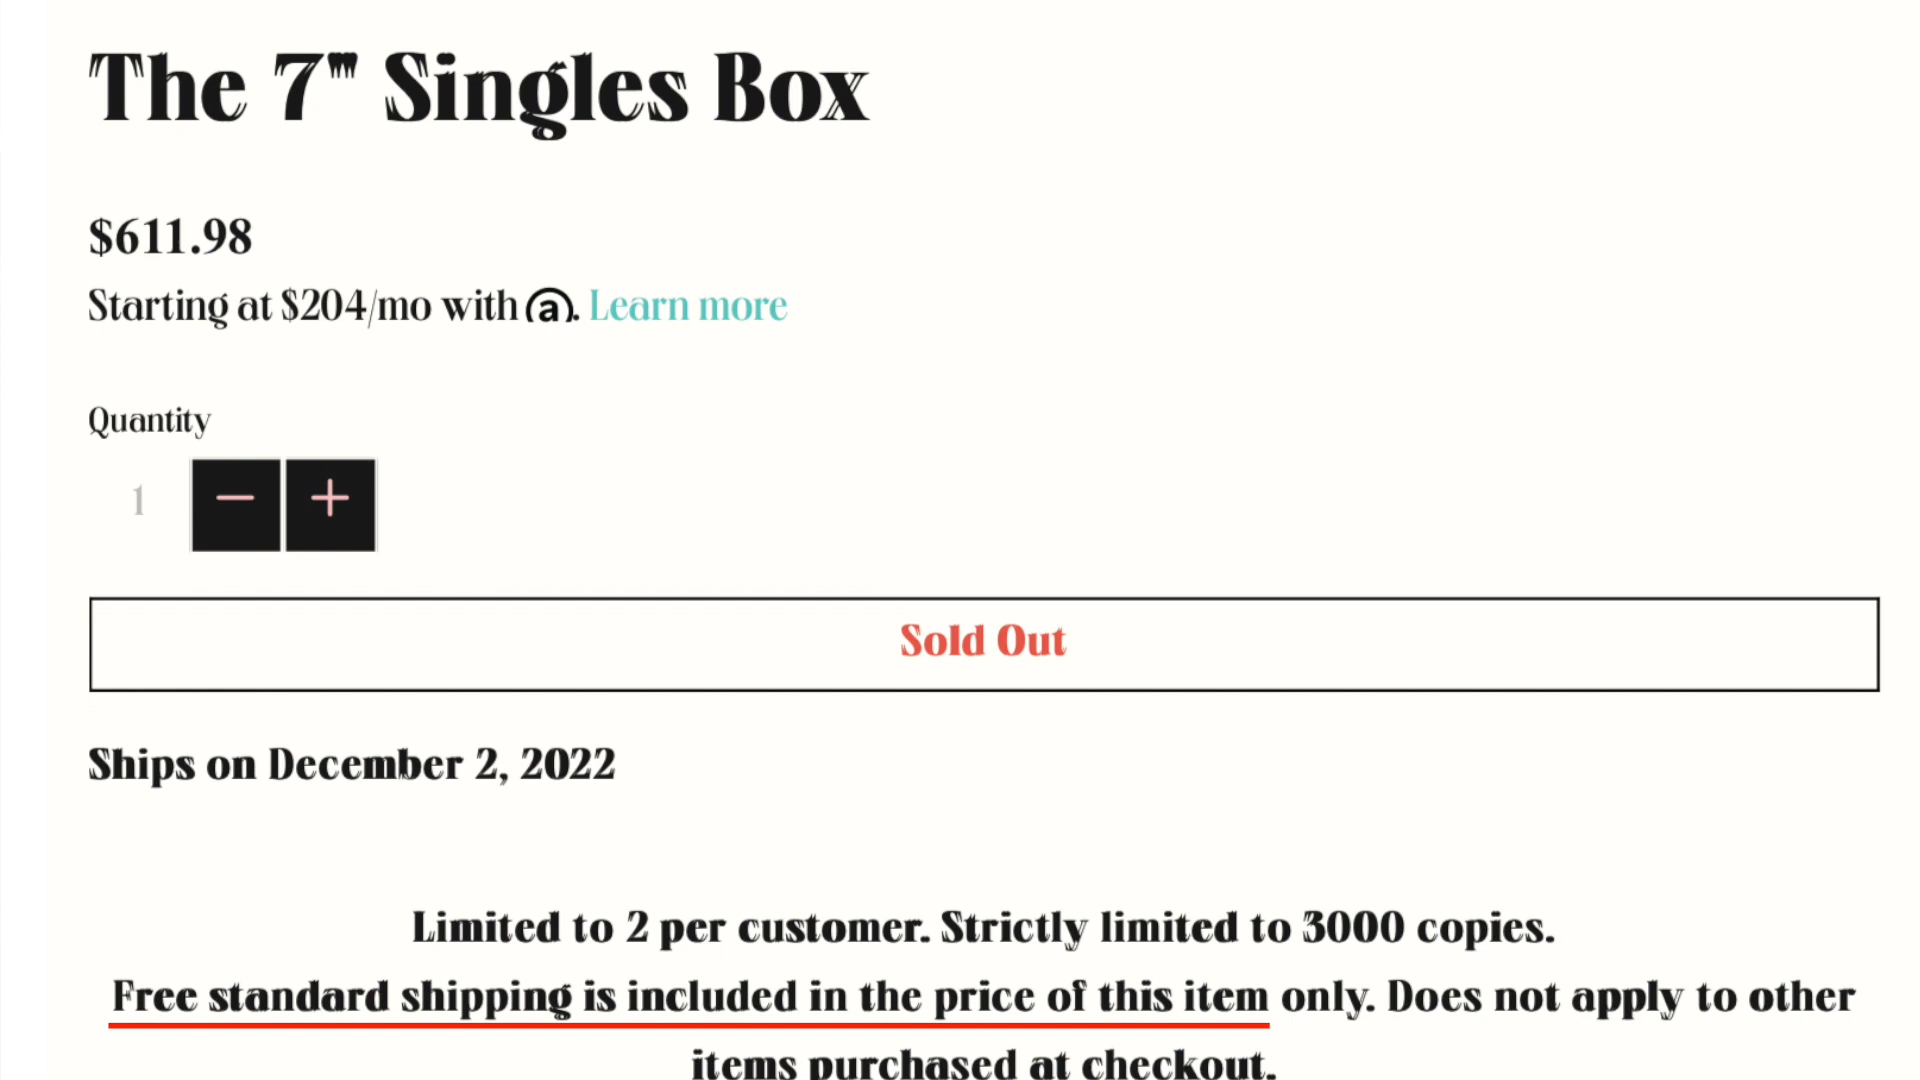 The 7" Singles Box
$611.98
Starting at $204/mo with a. Learn more
Quantity
1
Sold Out
Ships on December 2, 2022
Limited to 2 per customer. Strictly limited to 3000 copies.
Free standard shipping is included in the price of this item only. Does not apply to other
items purchased at checkout.